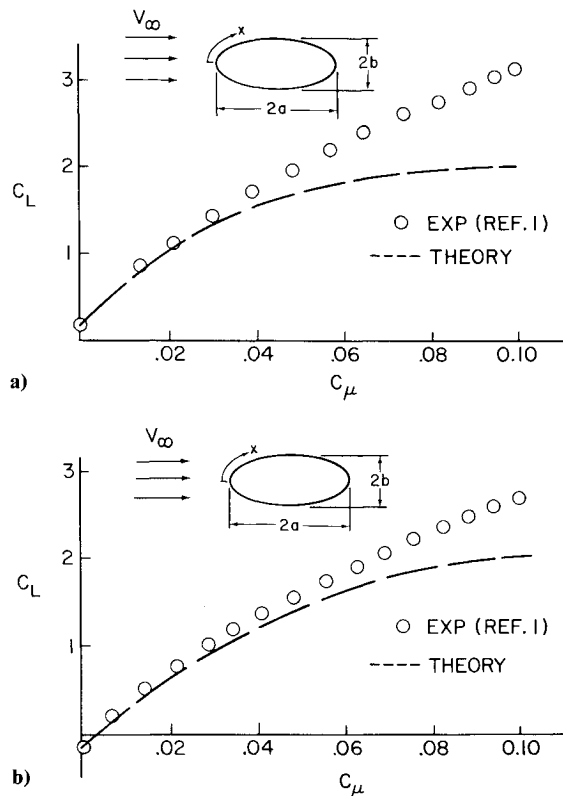 V∞
x
2b
2a
3
2
1
C_L
EXP (REF. 1)
THEORY
.02 .04 .06 .08 0.10
C_μ
a)
V∞
x
2b
2a
3
2
1
C_L
EXP (REF. 1)
THEORY
.02 .04 .06 .08 0.10
C_μ
b)